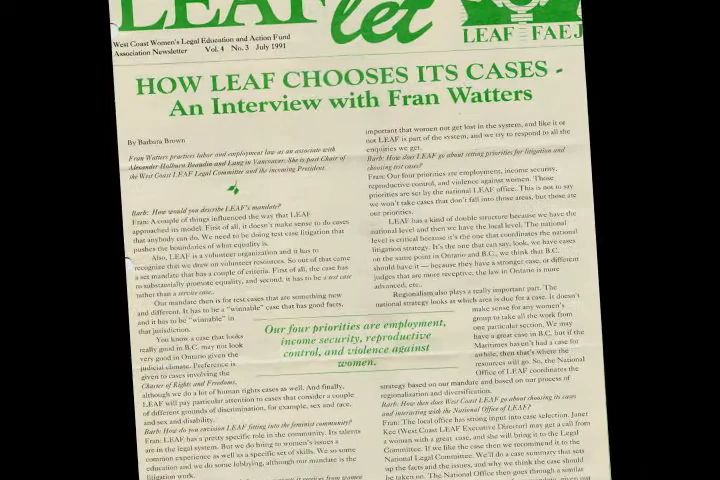 LEAFlet
LEAF FAEJ
West Coast Women's Legal Education and Action Fund
Association Newsletter Vol. 4 No. 3 July 1991
HOW LEAF CHOOSES ITS CASES -
An Interview with Fran Watters
By Barbara Brown
Fran Watters practices labor and employment law as an associate with
Alexander Holburn Beaudin and Lang in Vancouver. She is past Chair of
the West Coast LEAF Legal Committee and the incoming President.
Barb: How would you describe LEAF's mandate?
Fran: A couple of things influenced the way that LEAF
approached its model. First of all, it doesn't make sense to do cases
that anybody can do. We need to be doing test case litigation that
pushes the boundaries of what equality is.
Also, LEAF is a volunteer organization and it has to
recognize that we draw on volunteer resources. So out of that came
a set mandate that has a couple of criteria. First of all, the case has
to substantially promote equality, and second, it has to be a test case
rather than a service case.
Our mandate then is for test cases that are something new
and different. It has to be a "winnable" case that has good facts,
and it has to be "winnable" in
that jurisdiction.
You know a case that looks
really good in B.C. may not look
very good in Ontario given the
judicial climate. Preference is
given to cases involving the
Charter of Rights and Freedoms,
although we do a lot of human rights cases as well. And finally,
LEAF will pay particular attention to cases that consider a couple
of different grounds of discrimination, for example, sex and race,
and sex and disability.
Barb: How do you envision LEAF fitting into the feminist community?
Fran: LEAF has a pretty specific role in the community. Its talents
are in the legal system. But we do bring to women's issues a
common experience as well as a specific set of skills. We so some
education and we do some lobbying, although our mandate is the
litigation work.
Our four priorities are employment,
income security, reproductive
control, and violence against
women.
important that women not get lost in the system, and like it or
not LEAF is part of the system, and we try to respond to all the
enquiries we get.
Barb: How does LEAF go about setting priorities for litigation and
choosing test cases?
Fran: Our four priorities are employment, income security,
reproductive control, and violence against women. Those
priorities are set by the national LEAF office. This is not to say
we won't take cases that don't fall into those areas, but those are
our priorities.
LEAF has a kind of double structure because we have the
national level and then we have the local level. The national
level is critical because it's the one that coordinates the national
litigation strategy. It's the one that can say, look, we have cases
on the same point in Ontario and B.C., we think that B.C.
should have it — because they have a stronger case, or different
judges that are more receptive, the law in Ontario is more
advanced, etc..
Regionalism also plays a really important part. The
national strategy looks at which area is due for a case. It doesn't
make sense for any women's
group to take all the work from
one particular section. We may
have a great case in B.C. but if the
Maritimes haven't had a case for
awhile, then that's where the
resources will go. So, the National
Office of LEAF coordinates the
strategy based on our mandate and based on our process of
regionalization and diversification.
Barb: How then does West Coast LEAF go about choosing its cases
and interacting with the National Office of LEAF?
Fran: The local office has strong input into case selection. Janet
Kee (West Coast LEAF Executive Director) may get a call from
a woman with a great case, and she will bring it to the Legal
Committee. If we like the case then we recommend it to the
National Legal Committee. We'll do a case summary that sets
up the facts and the issues, and why we think the case should
be taken on. The National Office then goes through a similar